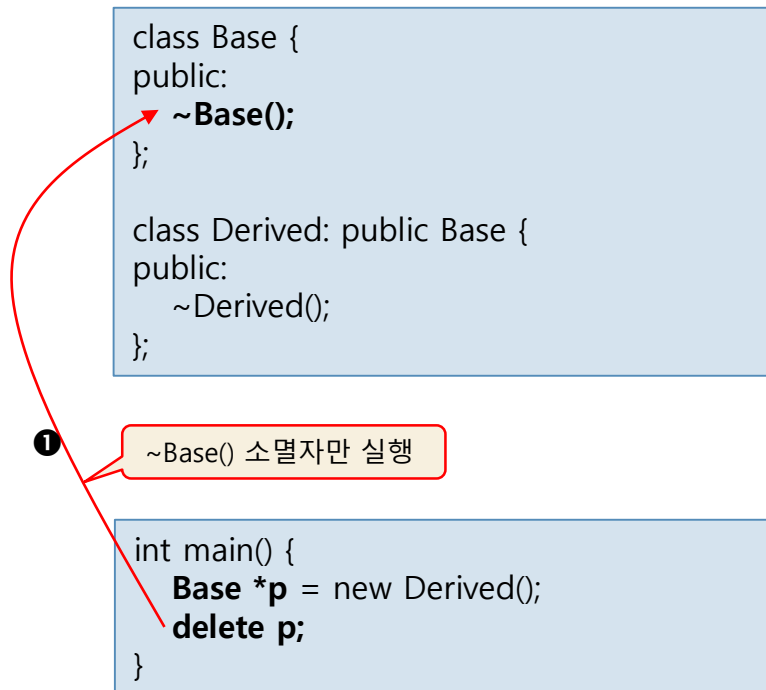 class Base {
public:
~Base();
};
class Derived: public Base {
public:
~Derived();
};
❶
~Base() 소멸자만 실행
int main() {
Base *p = new Derived();
delete p;
}